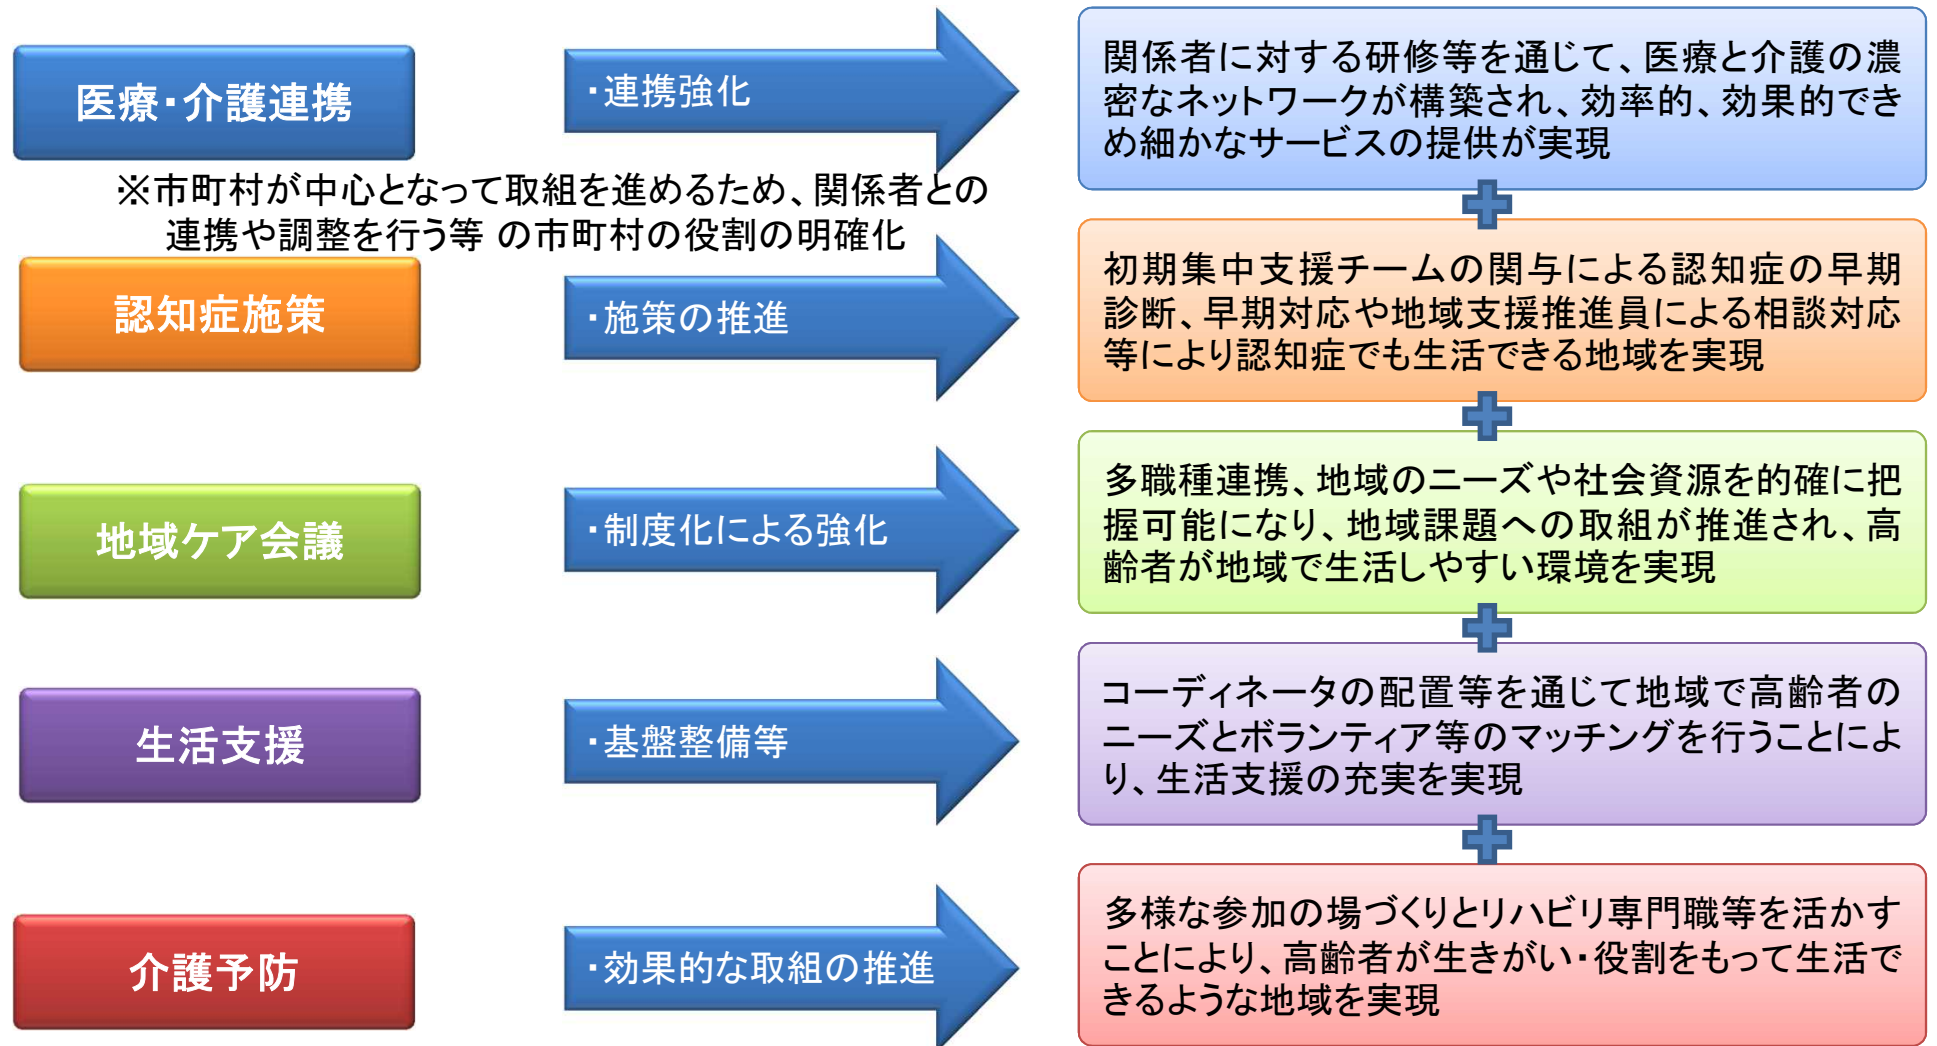 医療・介護連携
・連携強化
関係者に対する研修等を通じて、医療と介護の濃
密なネットワークが構築され、効率的、効果的でき
め細かなサービスの提供が実現
※市町村が中心となって取組を進めるため、関係者との
連携や調整を行う等 の市町村の役割の明確化
認知症施策
・施策の推進
初期集中支援チームの関与による認知症の早期
診断、早期対応や地域支援推進員による相談対応
等により認知症でも生活できる地域を実現
地域ケア会議
・制度化による強化
多職種連携、地域のニーズや社会資源を的確に把
握可能になり、地域課題への取組が推進され、高
齢者が地域で生活しやすい環境を実現
生活支援
・基盤整備等
コーディネータの配置等を通じて地域で高齢者の
ニーズとボランティア等のマッチングを行うことによ
り、生活支援の充実を実現
介護予防
・効果的な取組の推進
多様な参加の場づくりとリハビリ専門職等を活かす
ことにより、高齢者が生きがい・役割をもって生活で
きるような地域を実現